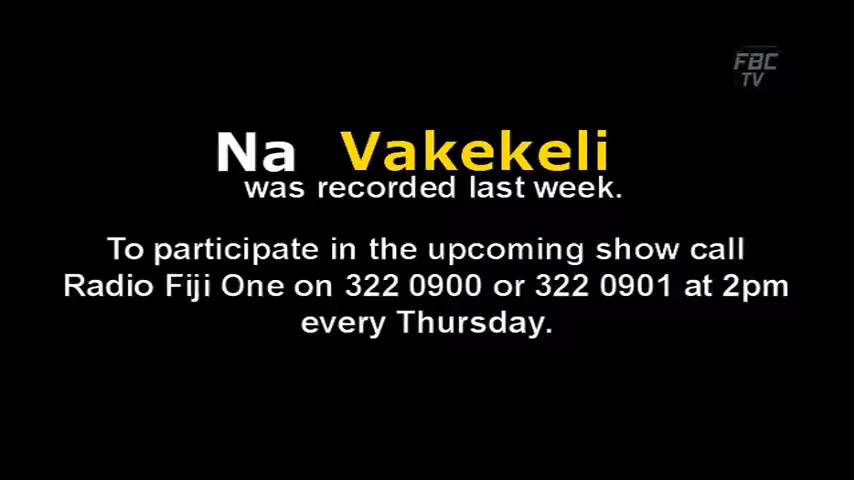 FBC
TV
Na Vakekeli
was recorded last week.
To participate in the upcoming show call
Radio Fiji One on 322 0900 or 322 0901 at 2pm
every Thursday.